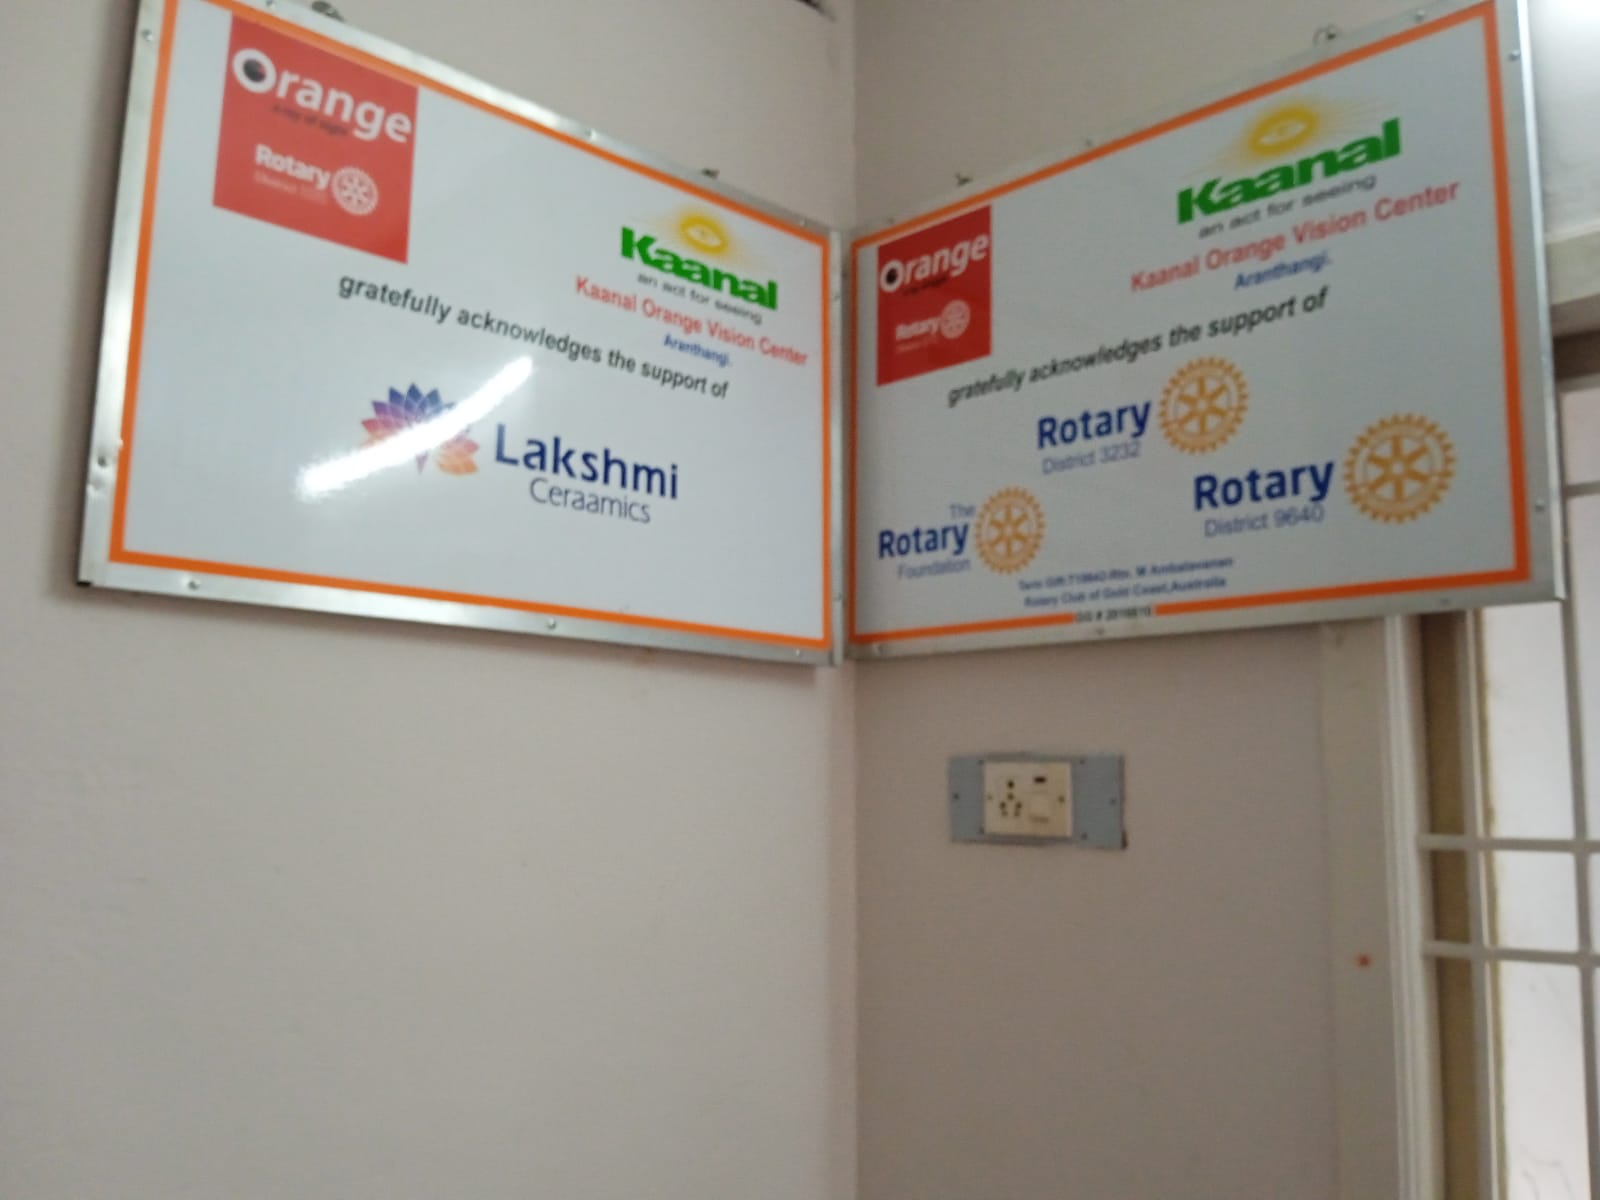 Orange
Rotary
Kaanal
an act for seeing
Kaanal Orange Vision Center
Aranthangi.
gratefully acknowledges the support of
Lakshmi
Ceraamics
Orange
Rotary
Kaanal
an act for seeing
Kaanal Orange Vision Center
Aranthangi.
gratefully acknowledges the support of
Rotary
District 3232
Rotary
District 9640
The
Rotary
Foundation
M Ambalavanan
Rotary Club of Gold Coast,Australia